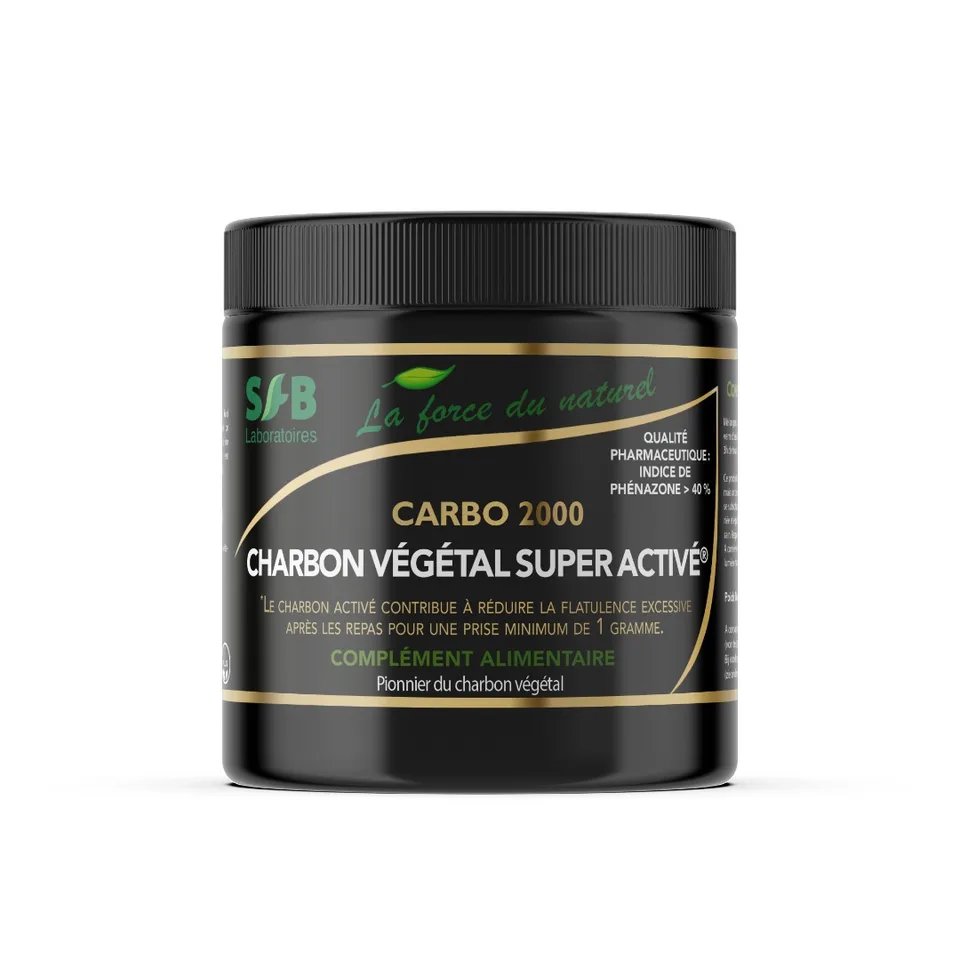 SFB
Laboratoires
La force du naturel
QUALITÉ
PHARMACEUTIQUE :
INDICE DE
PHÉNAZONE > 40 %
CARBO 2000
CHARBON VÉGÉTAL SUPER ACTIVÉ®
*LE CHARBON ACTIVÉ CONTRIBUE À RÉDUIRE LA FLATULENCE EXCESSIVE
APRÈS LES REPAS POUR UNE PRISE MINIMUM DE 1 GRAMME.
COMPLÉMENT ALIMENTAIRE
Pionnier du charbon végétal